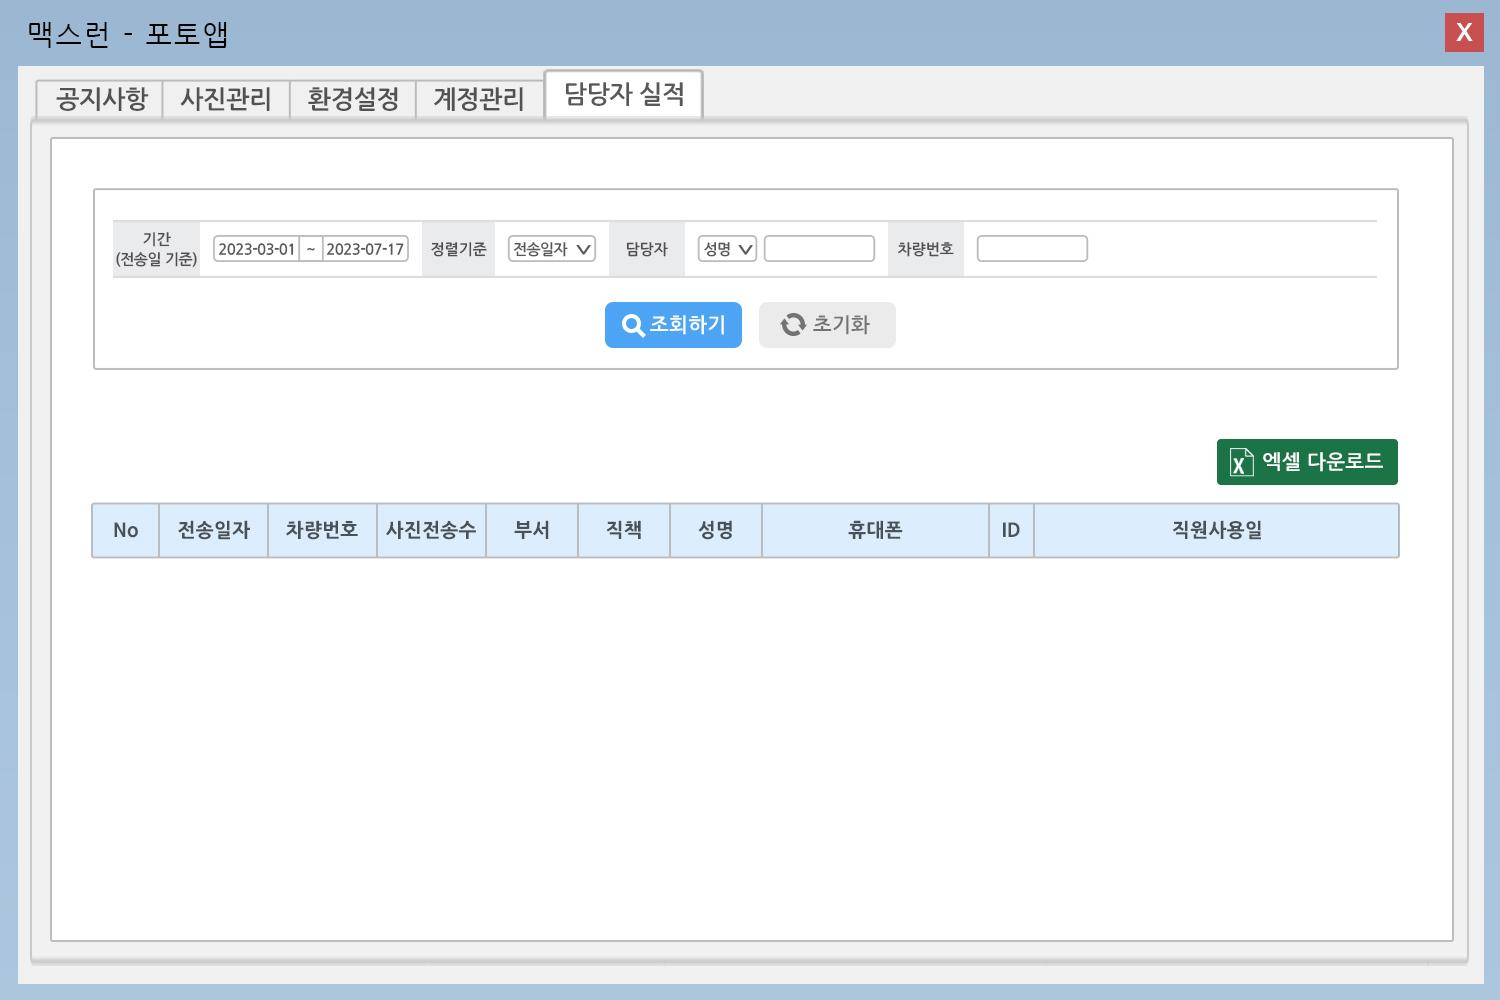 맥스런 - 포토앱
X
공지사항 사진관리 환경설정 계정관리 담당자 실적
기간
(전송일 기준)
2023-03-01 ~ 2023-07-17 정렬기준 전송일자 담당자 성명 차량번호
조회하기 초기화
엑셀 다운로드
No 전송일자 차량번호 사진전송수 부서 직책 성명 휴대폰 ID 직원사용일